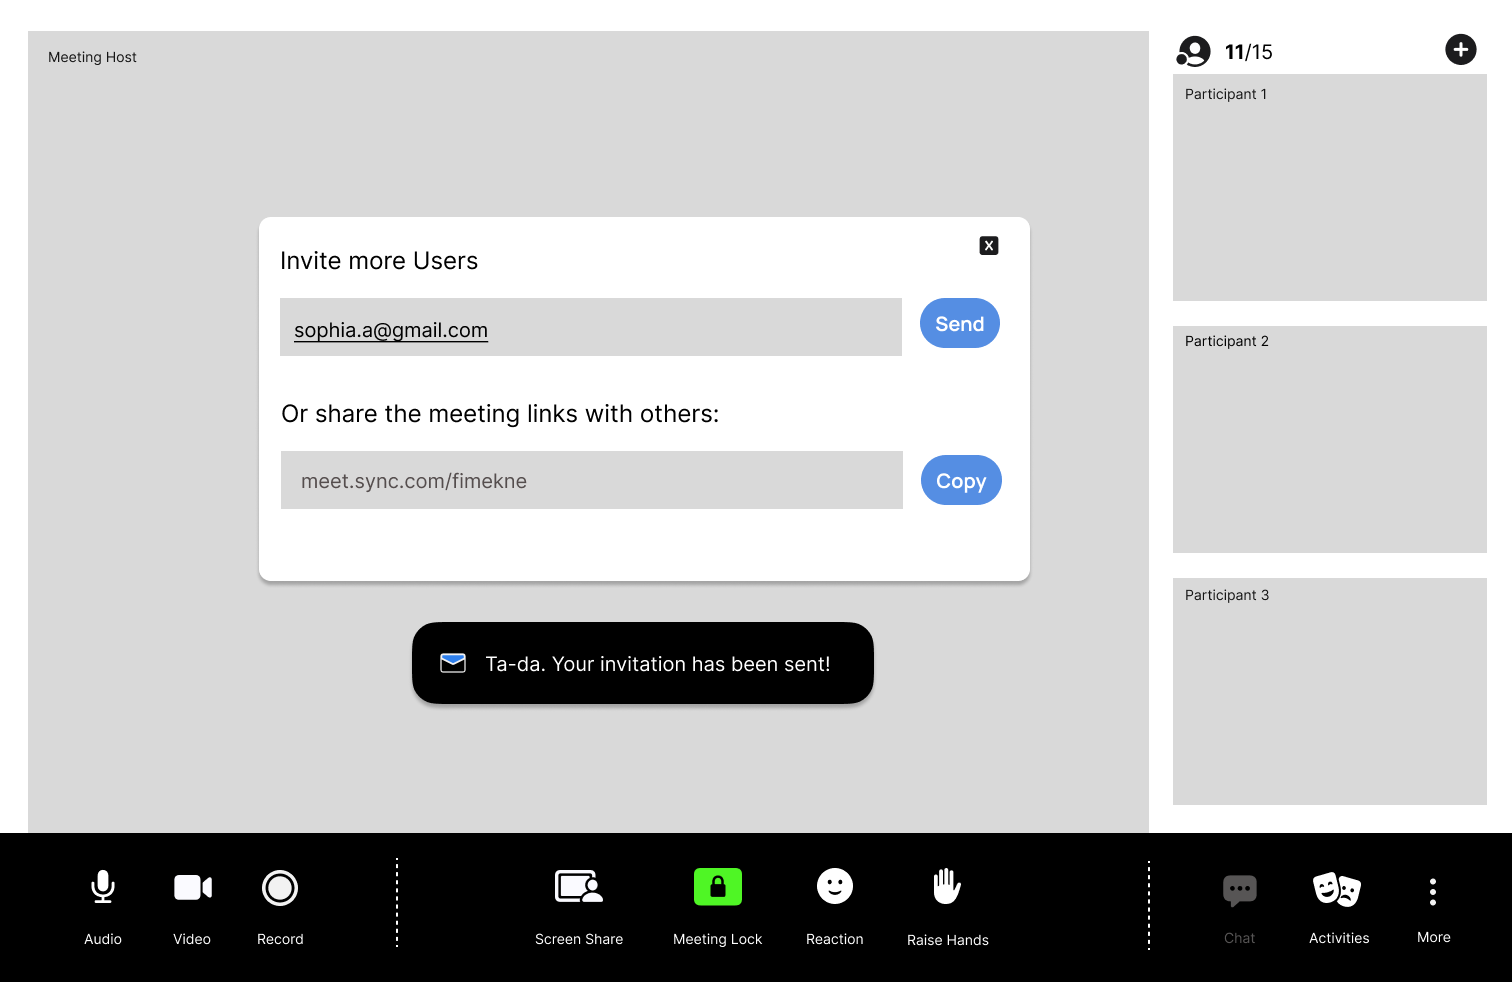 Meeting Host
11/15
Participant 1
Invite more Users
X
sophia.a@gmail.com
Send
Participant 2
Or share the meeting links with others:
meet.sync.com/fimekne
Copy
Participant 3
Ta-da. Your invitation has been sent!
Audio
Video
Record
Screen Share
Meeting Lock
Reaction
Raise Hands
Chat
Activities
More